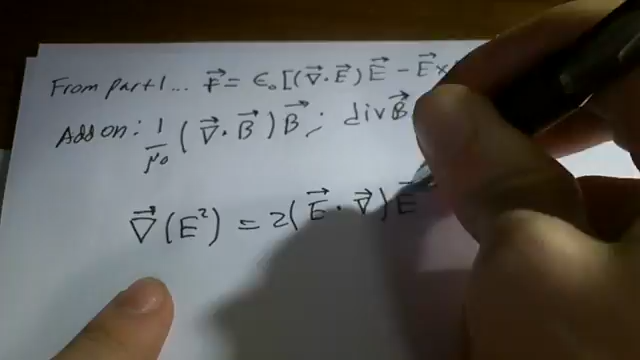 From part 1... F⃗ = ϵ₀[(∇⃗·E⃗)E⃗ - E⃗×
Add on: 1/μ₀ (∇⃗·B⃗)B⃗; div B⃗
∇⃗(E²) = 2(E⃗·∇⃗)E⃗